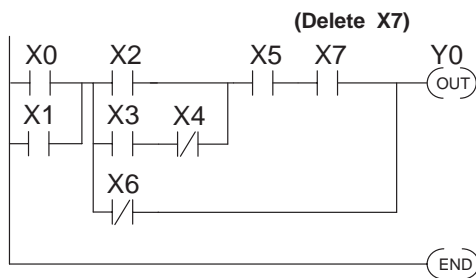 (Delete X7)
X0 X2 X5 X7 Y0
OUT
X1 X3 X4
X6
END